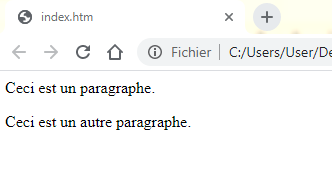 index.htm
Fichier
C:/Users/User/De
Ceci est un paragraphe.
Ceci est un autre paragraphe.